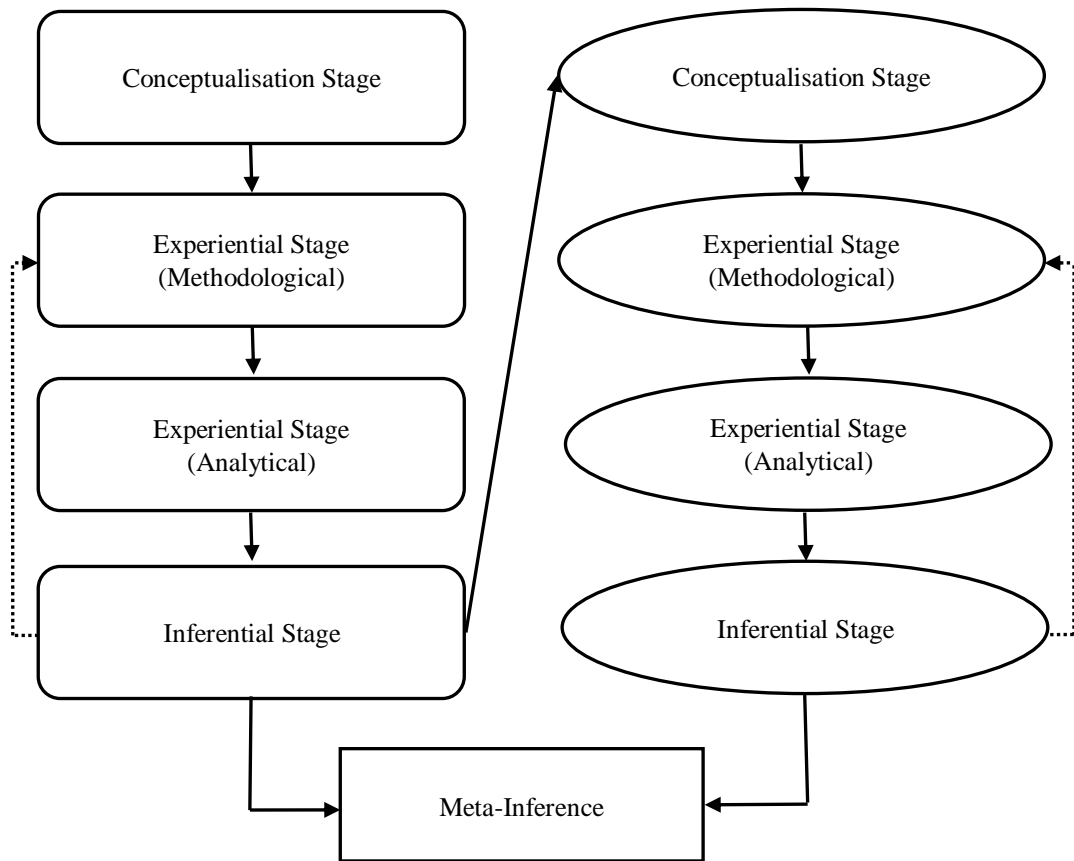 Conceptualisation Stage
Experiential Stage
(Methodological)
Experiential Stage
(Analytical)
Inferential Stage
Conceptualisation Stage
Experiential Stage
(Methodological)
Experiential Stage
(Analytical)
Inferential Stage
Meta-Inference